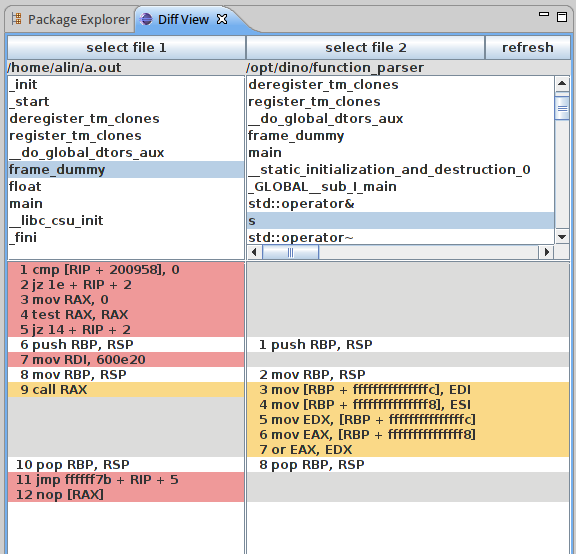 Package Explorer Diff View
select file 1 select file 2 refresh
/home/alin/a.out /opt/dino/function_parser
_init
_start
deregister_tm_clones
register_tm_clones
__do_global_dtors_aux
frame_dummy
float
main
__libc_csu_init
_fini
deregister_tm_clones
register_tm_clones
__do_global_dtors_aux
frame_dummy
main
__static_initialization_and_destruction_0
_GLOBAL__sub_I_main
std::operator&
s
std::operator~
1 cmp [RIP + 200958], 0
2 jz 1e + RIP + 2
3 mov RAX, 0
4 test RAX, RAX
5 jz 14 + RIP + 2
6 push RBP, RSP
7 mov RDI, 600e20
8 mov RBP, RSP
9 call RAX
10 pop RBP, RSP
11 jmp ffffff7b + RIP + 5
12 nop [RAX]
1 push RBP, RSP
2 mov RBP, RSP
3 mov [RBP + fffffffffffffffc], EDI
4 mov [RBP + fffffffffffffff8], ESI
5 mov EDX, [RBP + fffffffffffffffc]
6 mov EAX, [RBP + fffffffffffffff8]
7 or EAX, EDX
8 pop RBP, RSP